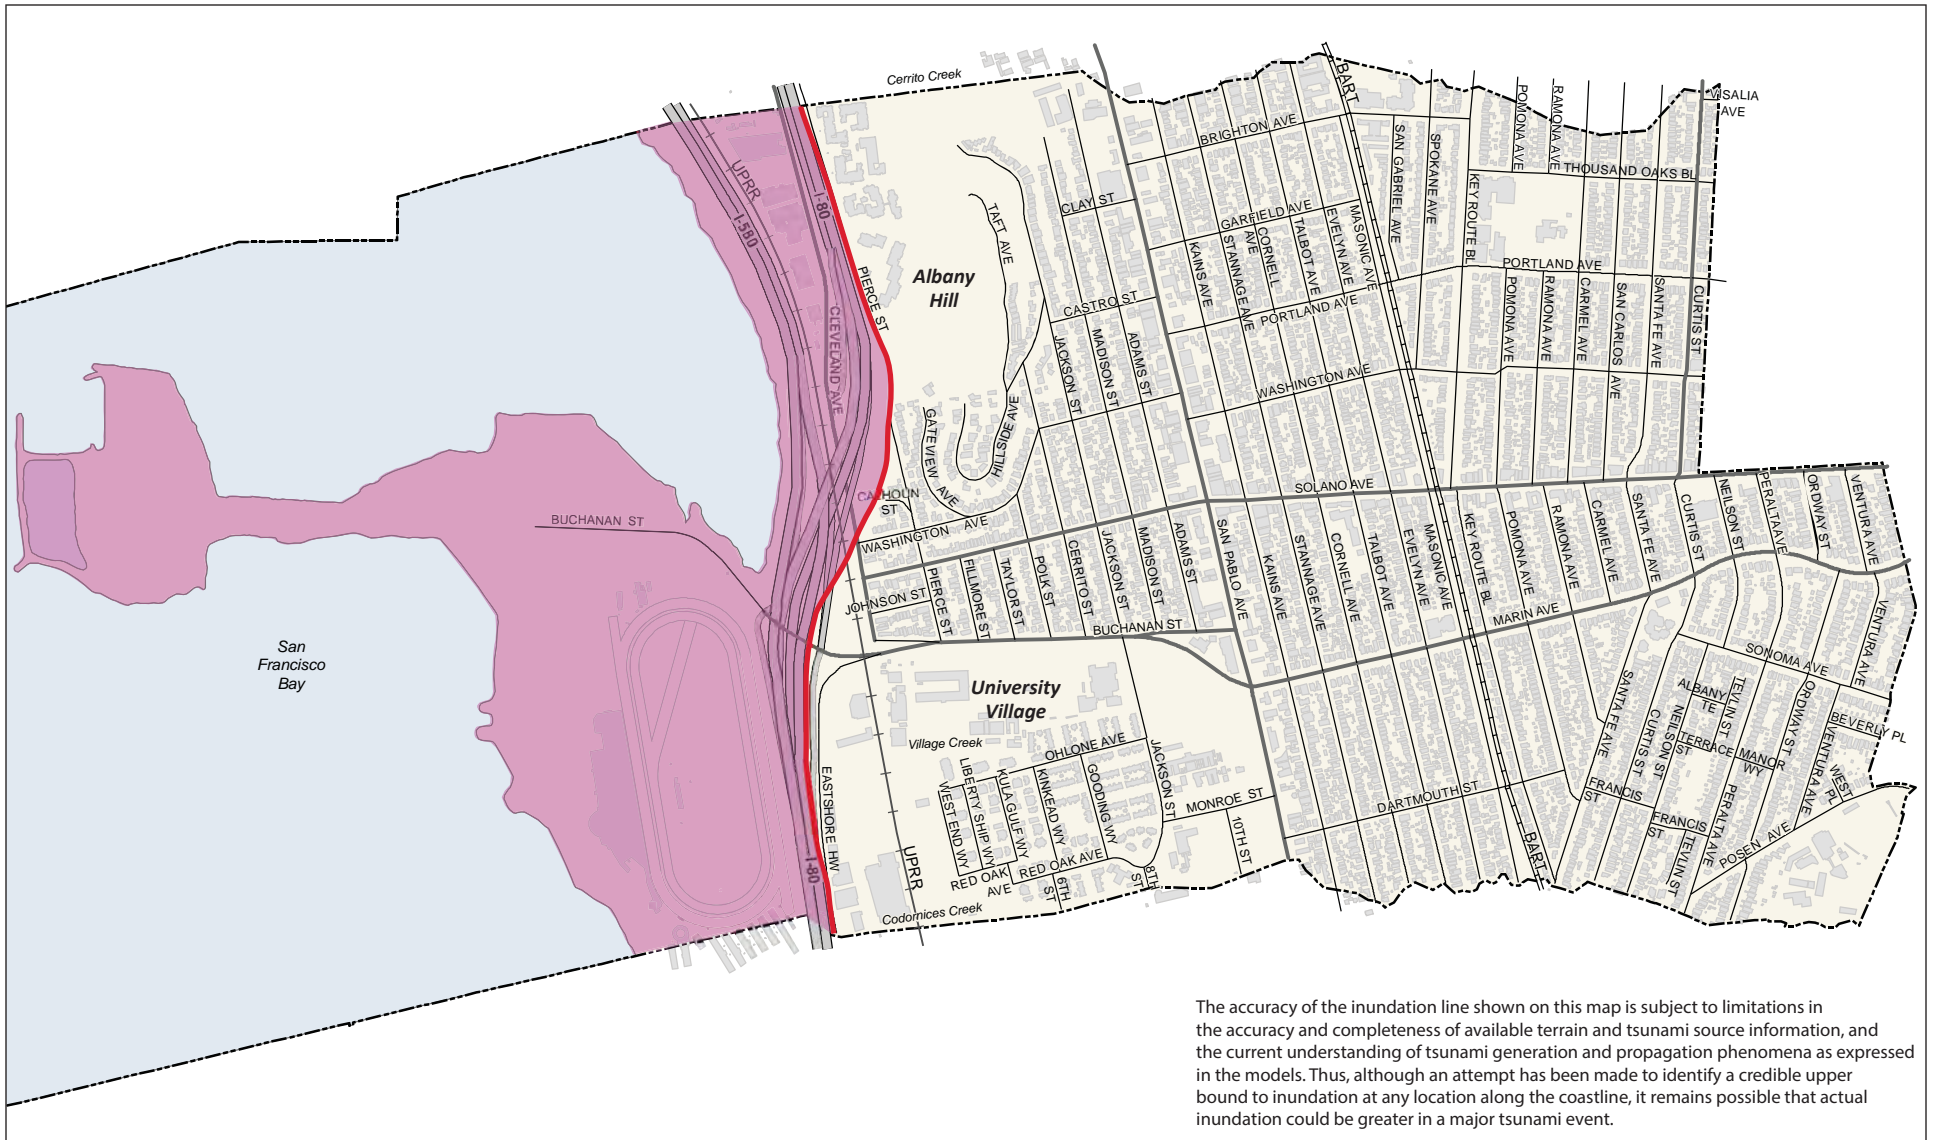 Cerrito Creek
BART
VISALIA
AVE
POMONA AVE
RAMONA AVE
BRIGHTON AVE
SAN GABRIEL AVE
SPOKANE AVE
THOUSAND OAKS BL
KEY ROUTE BL
UPRR
I-80
I-580
TAFT AVE
CLAY ST
GARFIELD AVE
KAINS AVE
STANNAGE AVE
CORNELL
AVE
TALBOT AVE
EVELYN AVE
MASONIC AVE
PORTLAND AVE
PIERCE ST
Albany
Hill
CASTRO ST
PORTLAND AVE
POMONA AVE
RAMONA AVE
CARMEL AVE
SAN CARLOS AVE
SANTA FE AVE
CURTIS ST
CLEVELAND AVE
JACKSON ST
MADISON ST
ADAMS ST
WASHINGTON AVE
GATEVIEW AVE
HILLSIDE AVE
CALHOUN
ST
SOLANO AVE
BUCHANAN ST
WASHINGTON AVE
JOHNSON ST
PIERCE ST
FILLMORE ST
TAYLOR ST
POLK ST
CERRITO ST
JACKSON ST
MADISON ST
ADAMS ST
SAN PABLO AVE
KAINS AVE
STANNAGE AVE
CORNELL AVE
TALBOT AVE
EVELYN AVE
MASONIC AVE
KEY ROUTE BL
POMONA AVE
RAMONA AVE
CARMEL AVE
SANTA FE AVE
CURTIS ST
NEILSON ST
PERALTA AVE
ORDWAY ST
VENTURA AVE
BUCHANAN ST
MARIN AVE
VENTURA AVE
San
Francisco
Bay
University
Village
Village Creek
OHLONE AVE
SONOMA AVE
ALBANY
TE
TEVLIN ST
SANTA FE AVE
CURTIS ST
NEILSON ST
ORDWAY ST
BEVERLY PL
TERRACE
ST
MANOR
WY
VENTURA AVE
WEST
PL
EASTSHORE HWY
WEST END WY
LIBERTY SHIP WY
KULA GULF WY
KINKEAD WY
GOODING WY
JACKSON ST
MONROE ST
DARTMOUTH ST
FRANCIS
ST
FRANCIS
ST
PERALTA AVE
POSEN AVE
10TH ST
I-80
UPRR
RED OAK
AVE
RED OAK AVE
6TH
ST
8TH
ST
BART
TEVLIN ST
Codornices Creek
The accuracy of the inundation line shown on this map is subject to limitations in
the accuracy and completeness of available terrain and tsunami source information, and
the current understanding of tsunami generation and propagation phenomena as expressed
in the models. Thus, although an attempt has been made to identify a credible upper
bound to inundation at any location along the coastline, it remains possible that actual
inundation could be greater in a major tsunami event.